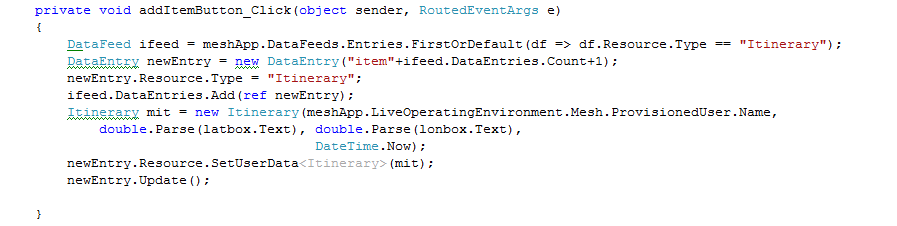 private void addItemButton_Click(object sender, RoutedEventArgs e)
{
DataFeed ifeed = meshApp.DataFeeds.Entries.FirstOrDefault(df => df.Resource.Type == "Itinerary");
DataEntry newEntry = new DataEntry("item"+ifeed.DataEntries.Count+1);
newEntry.Resource.Type = "Itinerary";
ifeed.DataEntries.Add(ref newEntry);
Itinerary mit = new Itinerary(meshApp.LiveOperatingEnvironment.Mesh.ProvisionedUser.Name,
double.Parse(latbox.Text), double.Parse(lonbox.Text),
DateTime.Now);
newEntry.Resource.SetUserData<Itinerary>(mit);
newEntry.Update();
}